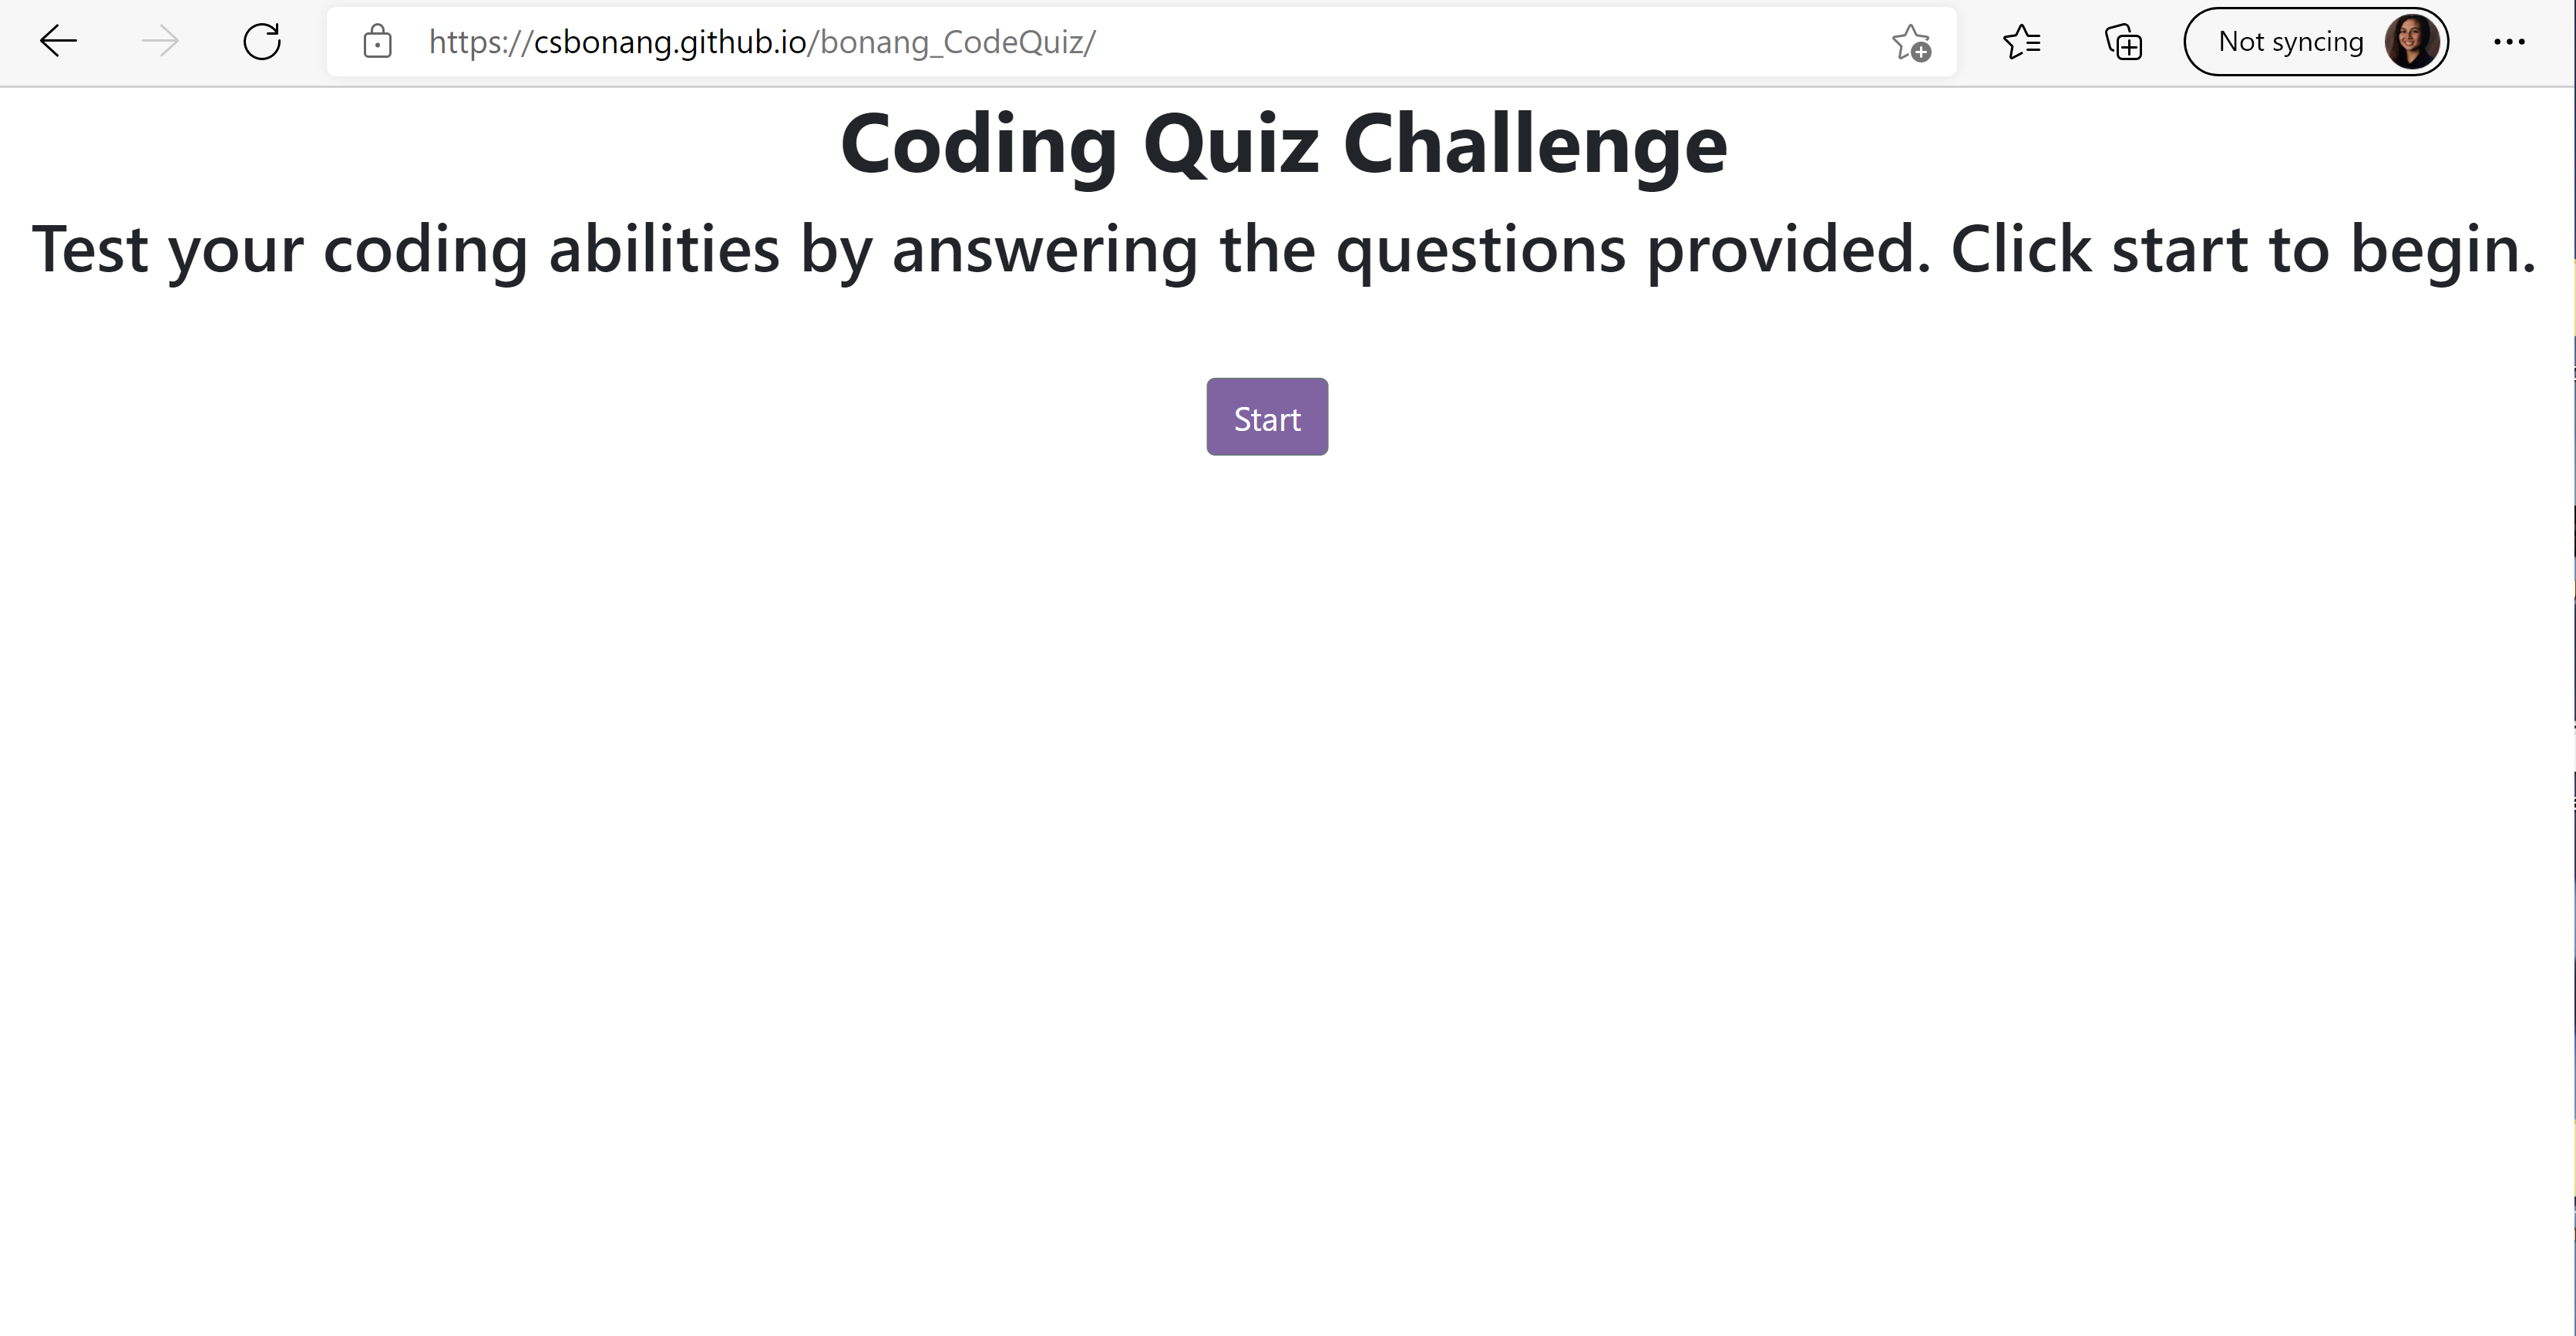 https://csbonang.github.io/bonang_CodeQuiz/ Not syncing
Coding Quiz Challenge
Test your coding abilities by answering the questions provided. Click start to begin.
Start